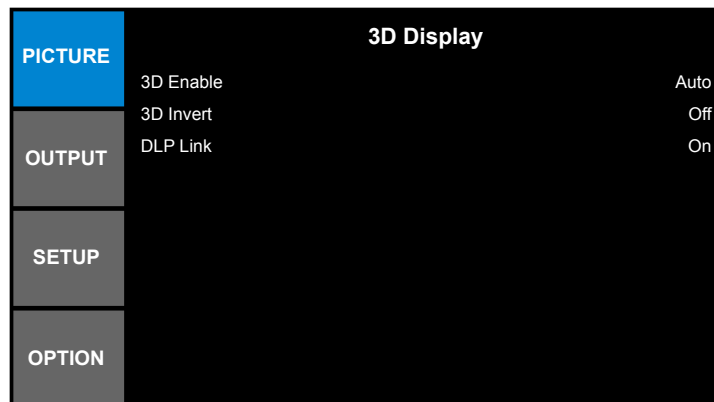 PICTURE
OUTPUT
SETUP
OPTION
3D Display
3D Enable Auto
3D Invert Off
DLP Link On